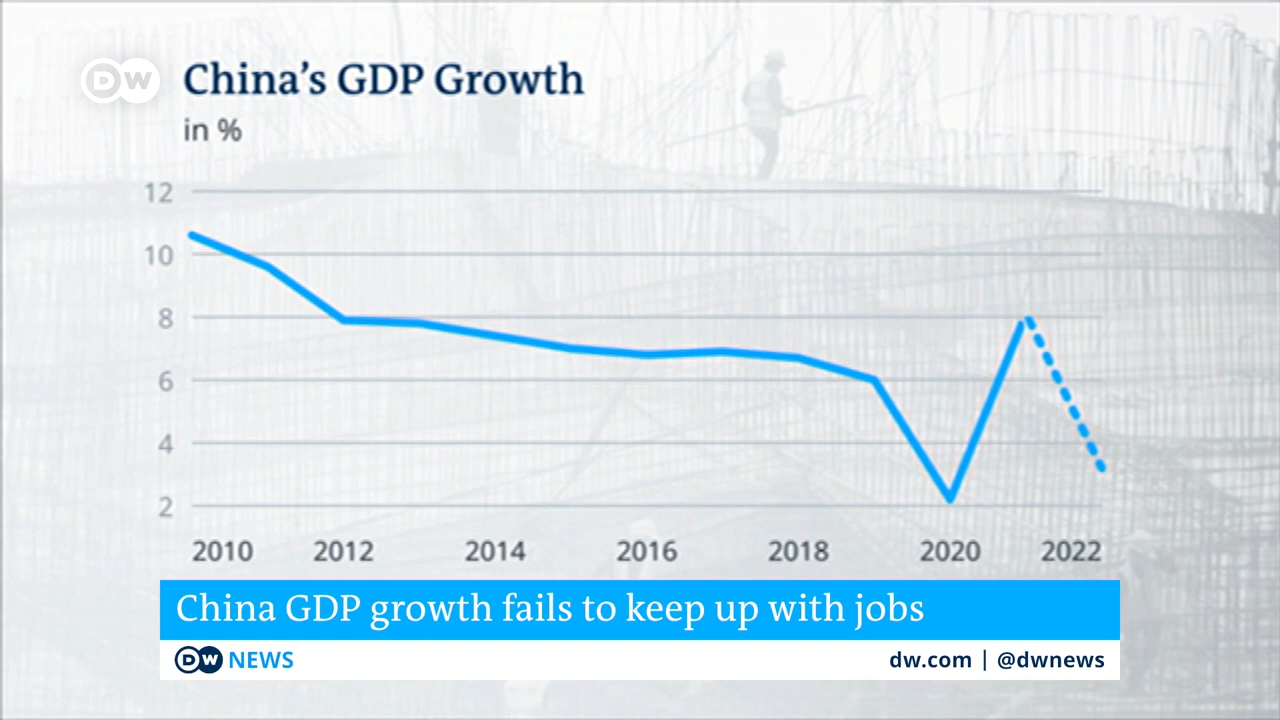 DW
China's GDP Growth
in %
12
10
8
6
4
2
2010 2012 2014 2016 2018 2020 2022
China GDP growth fails to keep up with jobs
DW NEWS
dw.com | @dwnews